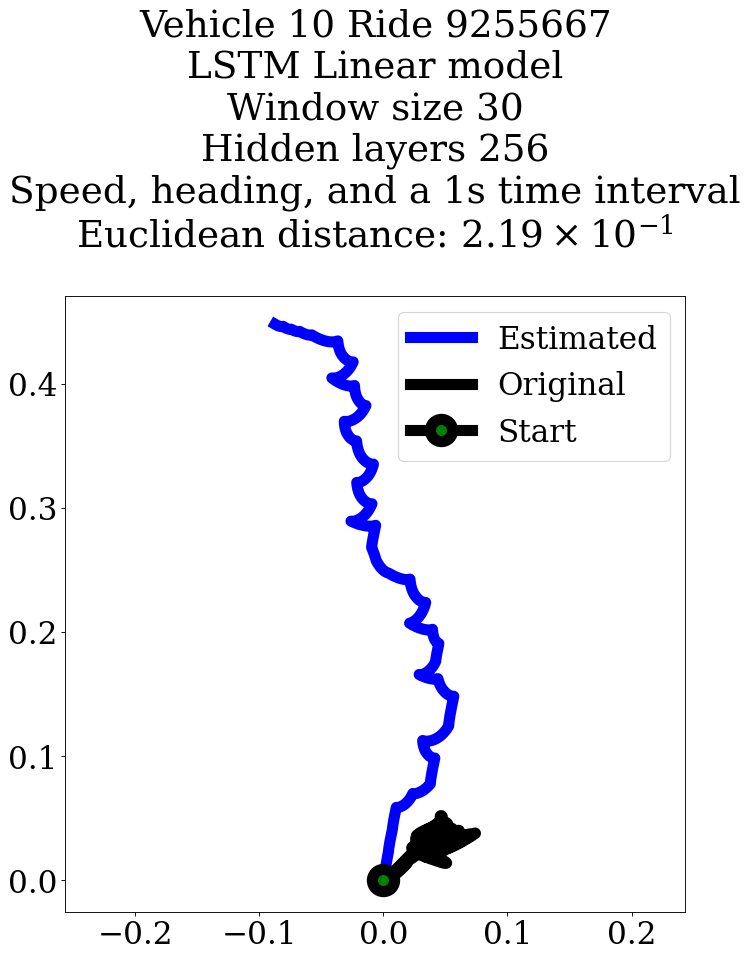 Vehicle 10 Ride 9255667
LSTM Linear model
Window size 30
Hidden layers 256
Speed, heading, and a 1s time interval
Euclidean distance: 2.19 × 10⁻¹
Estimated
Original
Start
0.4
0.3
0.2
0.1
0.0
−0.2 −0.1 0.0 0.1 0.2